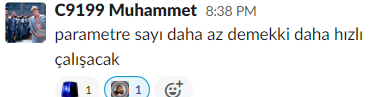 C9199 Muhammet 8:38 PM
parametre sayı daha az demekki daha hızlı
çalışacak
1 1